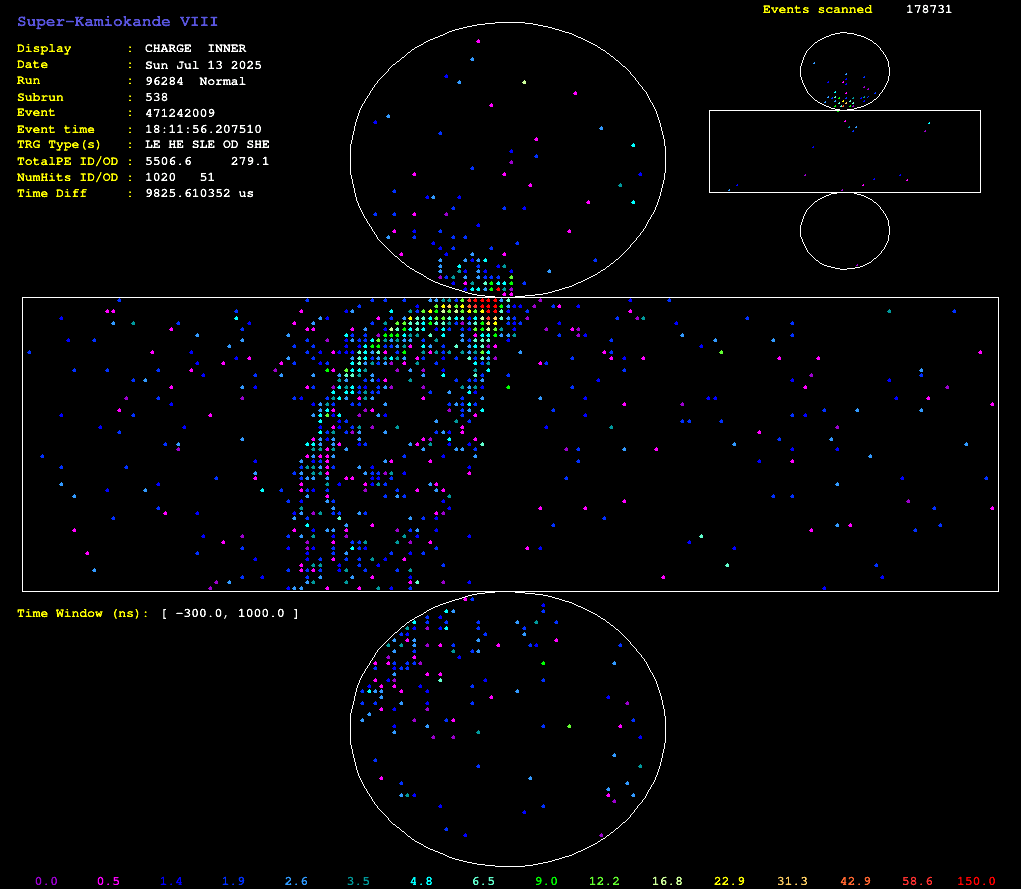 Super-Kamiokande VIII
Events scanned 178731
Display : CHARGE INNER
Date : Sun Jul 13 2025
Run : 96284 Normal
Subrun : 538
Event : 471242009
Event time : 18:11:56.207510
TRG Type(s) : LE HE SLE OD SHE
TotalPE ID/OD : 5506.6 279.1
NumHits ID/OD : 1020 51
Time Diff : 9825.610352 us
Time Window (ns): [ -300.0, 1000.0 ]
0.0 0.5 1.4 1.9 2.6 3.5 4.8 6.5 9.0 12.2 16.8 22.9 31.3 42.9 58.6 150.0